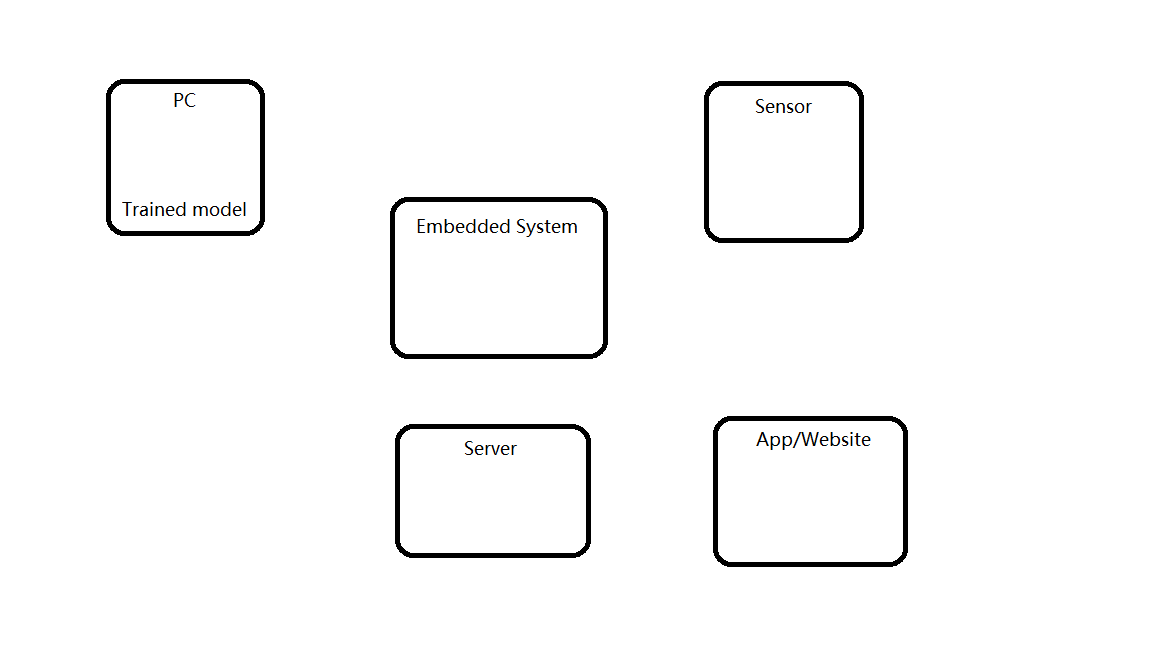 PC
Trained model
Sensor
Embedded System
Server
App/Website